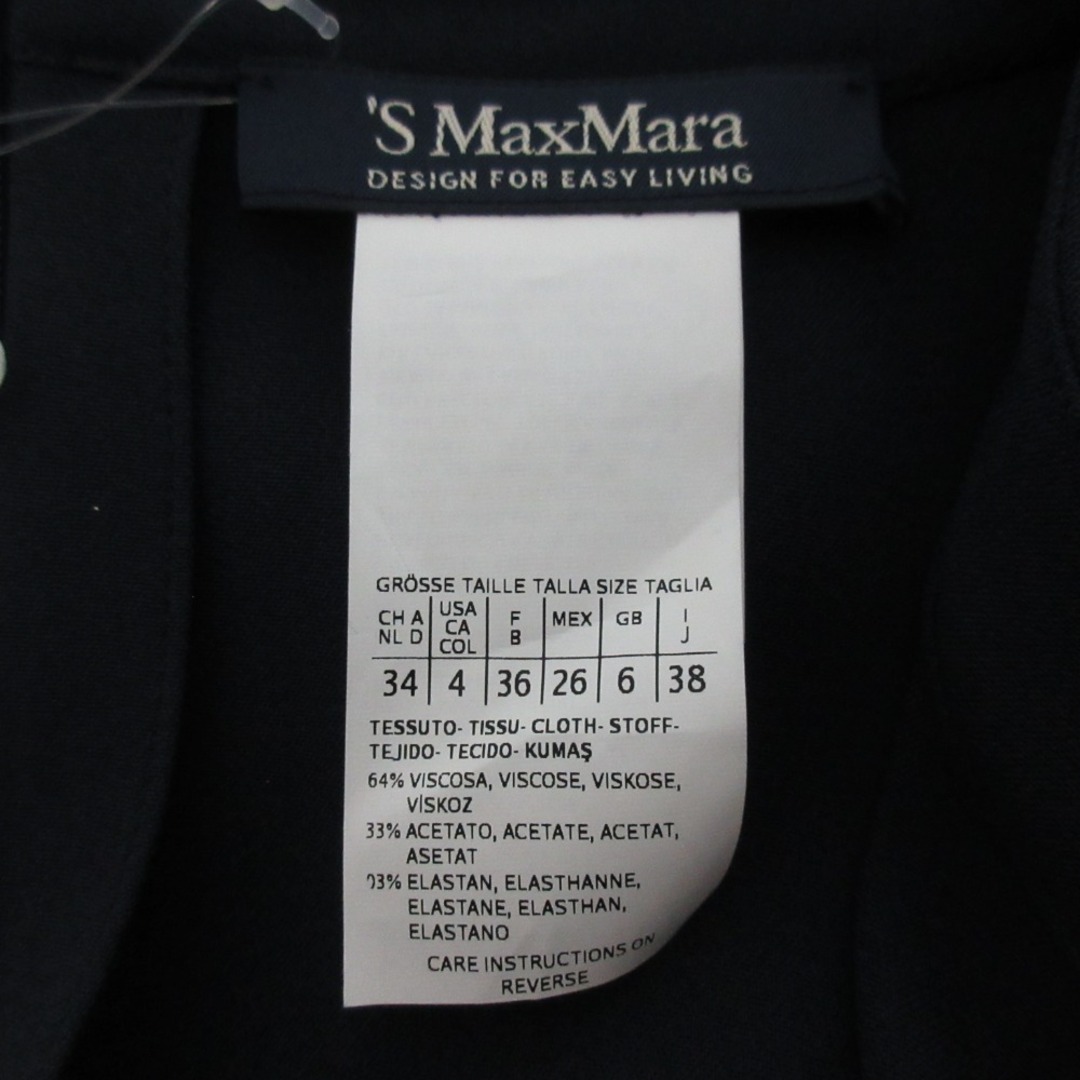 'S MaxMara
DESIGN FOR EASY LIVING
GRÖSSE TAILLE TALLA SIZE TAGLIA
CH A NL D | USA CA COL | F B | MEX | GB | I J
34 | 4 | 36 | 26 | 6 | 38
TESSUTO- TISSU- CLOTH- STOFF-
TEJIDO- TECIDO- KUMAŞ
64% VISCOSA, VISCOSE, VISKOSE,
VİSKOZ
33% ACETATO, ACETATE, ACETAT,
ASETAT
03% ELASTAN, ELASTHANNE,
ELASTANE, ELASTHAN,
ELASTANO
CARE INSTRUCTIONS ON
REVERSE